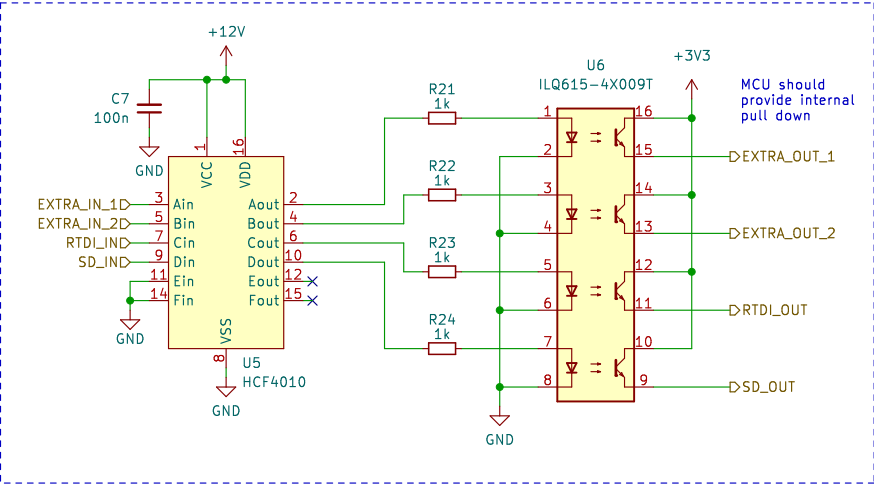 +12V
C7
100n
GND
1
16
VCC
VDD
EXTRA_IN_1
3
Ain
Aout
2
EXTRA_IN_2
5
Bin
Bout
4
RTDI_IN
7
Cin
Cout
6
SD_IN
9
Din
Dout
10
11
Ein
Eout
12
14
Fin
Fout
15
GND
VSS
8
U5
HCF4010
GND
R21
1k
R22
1k
R23
1k
R24
1k
U6
ILQ615-4X009T
+3V3
MCU should
provide internal
pull down
1
16
2
15
EXTRA_OUT_1
3
14
4
13
EXTRA_OUT_2
5
12
6
11
RTDI_OUT
7
10
8
9
SD_OUT
GND